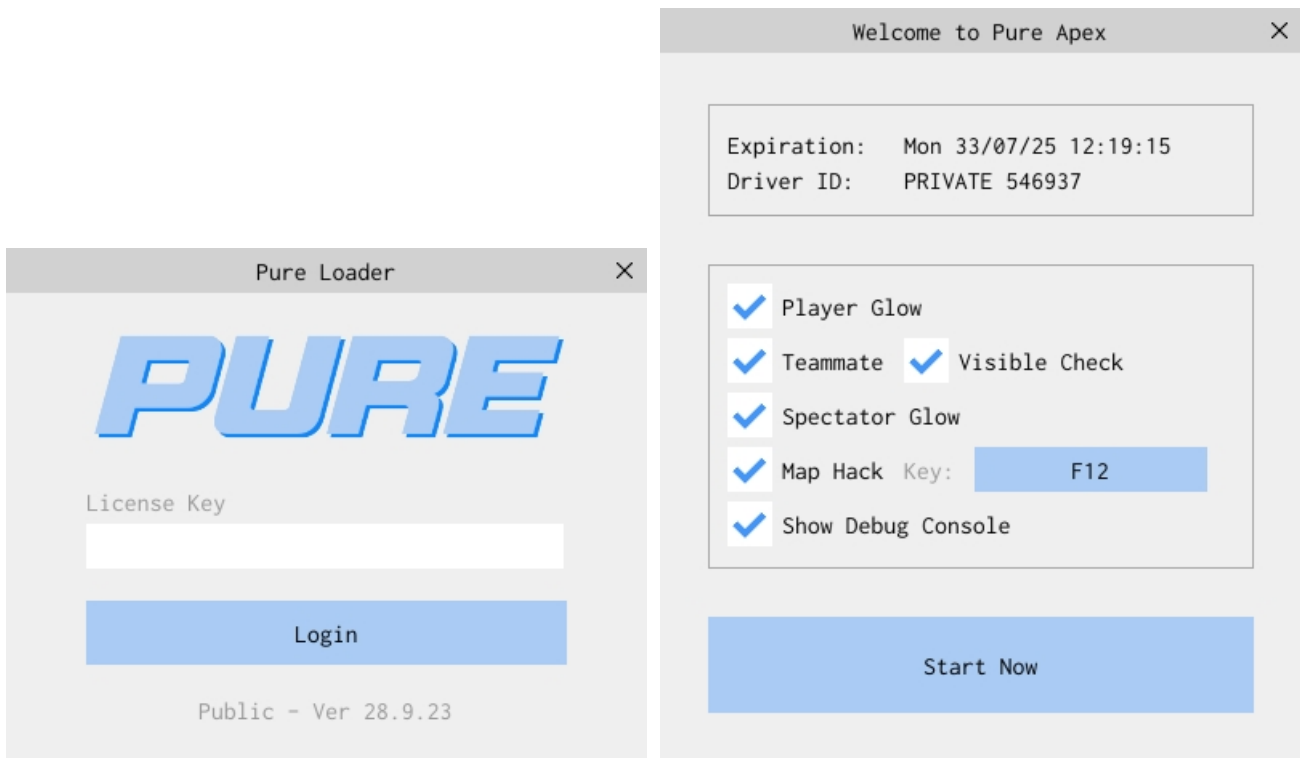 Pure Loader
PURE
License Key
Login
Public - Ver 28.9.23
Welcome to Pure Apex
Expiration: Mon 33/07/25 12:19:15
Driver ID: PRIVATE 546937
Player Glow
Teammate Visible Check
Spectator Glow
Map Hack Key: F12
Show Debug Console
Start Now